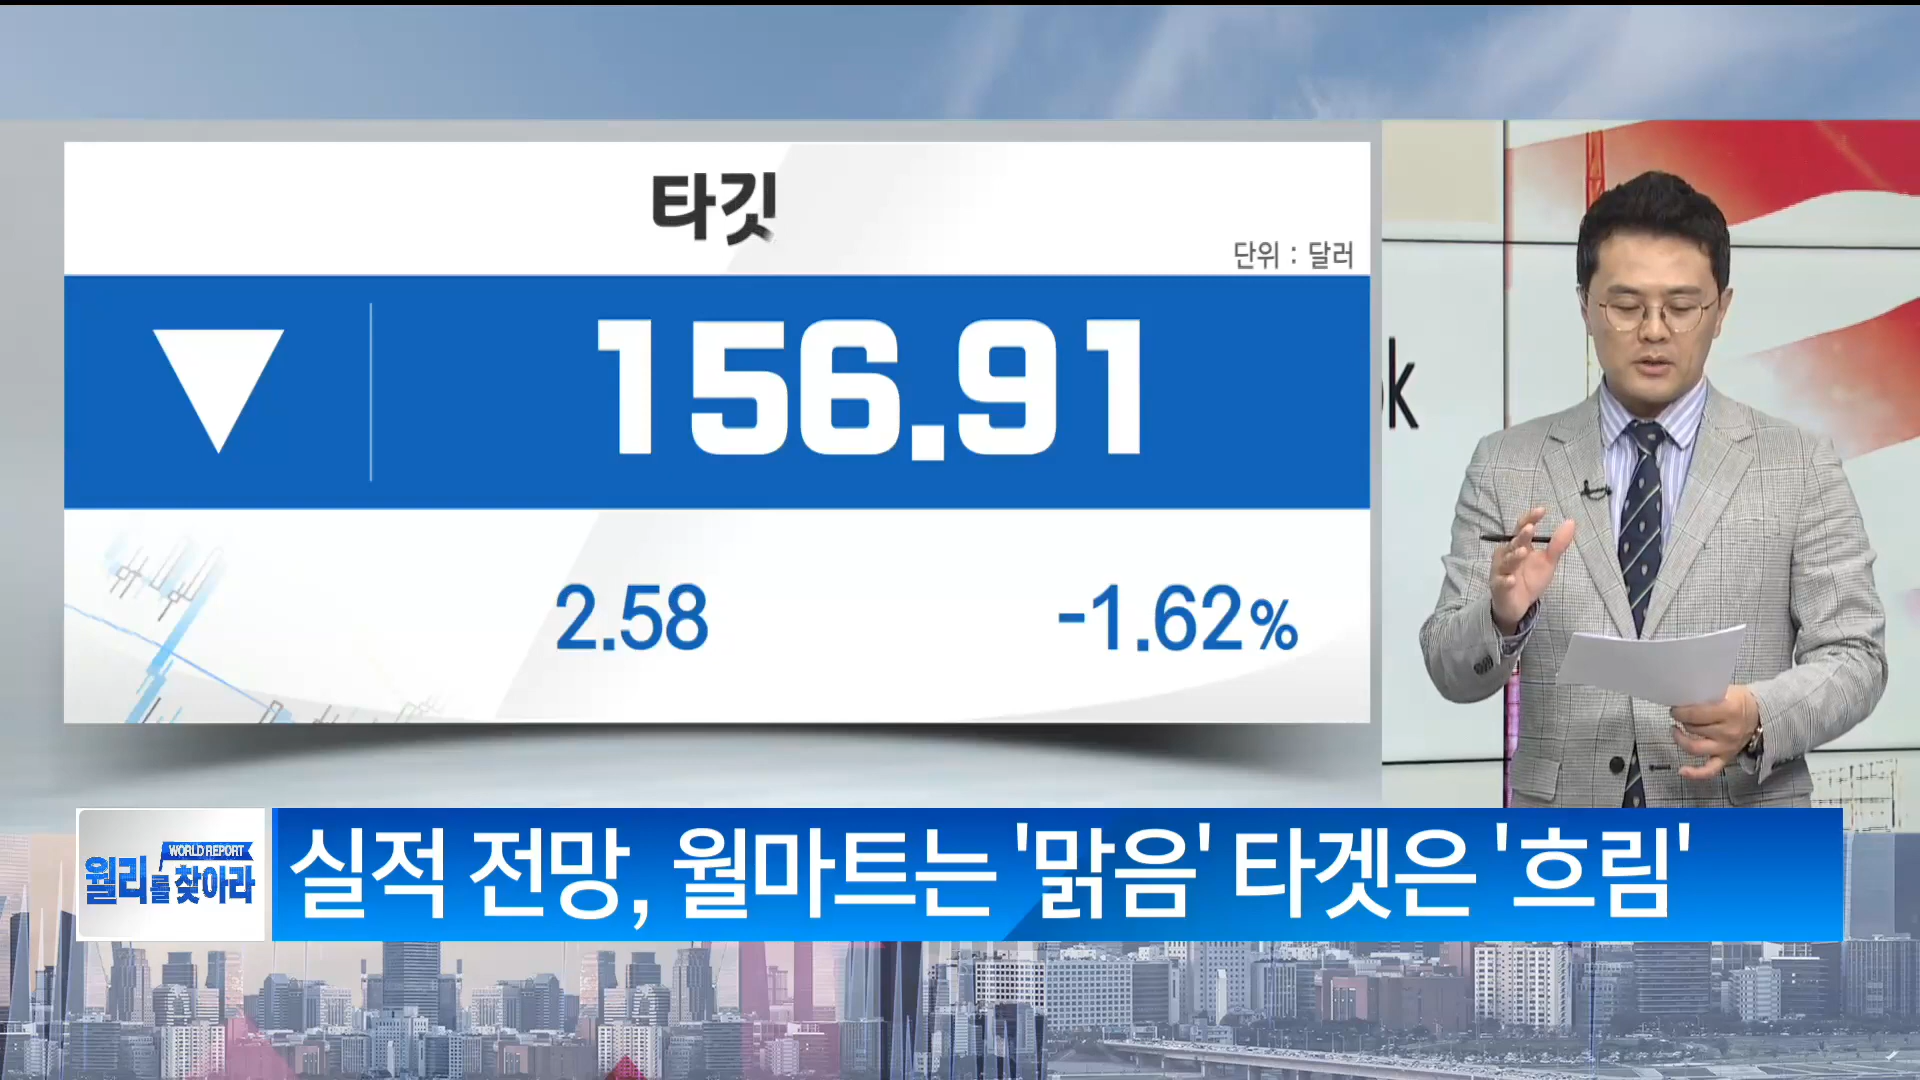 타깃
단위 : 달러
156.91
2.58 -1.62%
k
WORLD REPORT
월리를 찾아라
실적 전망, 월마트는 '맑음' 타겟은 '흐림'